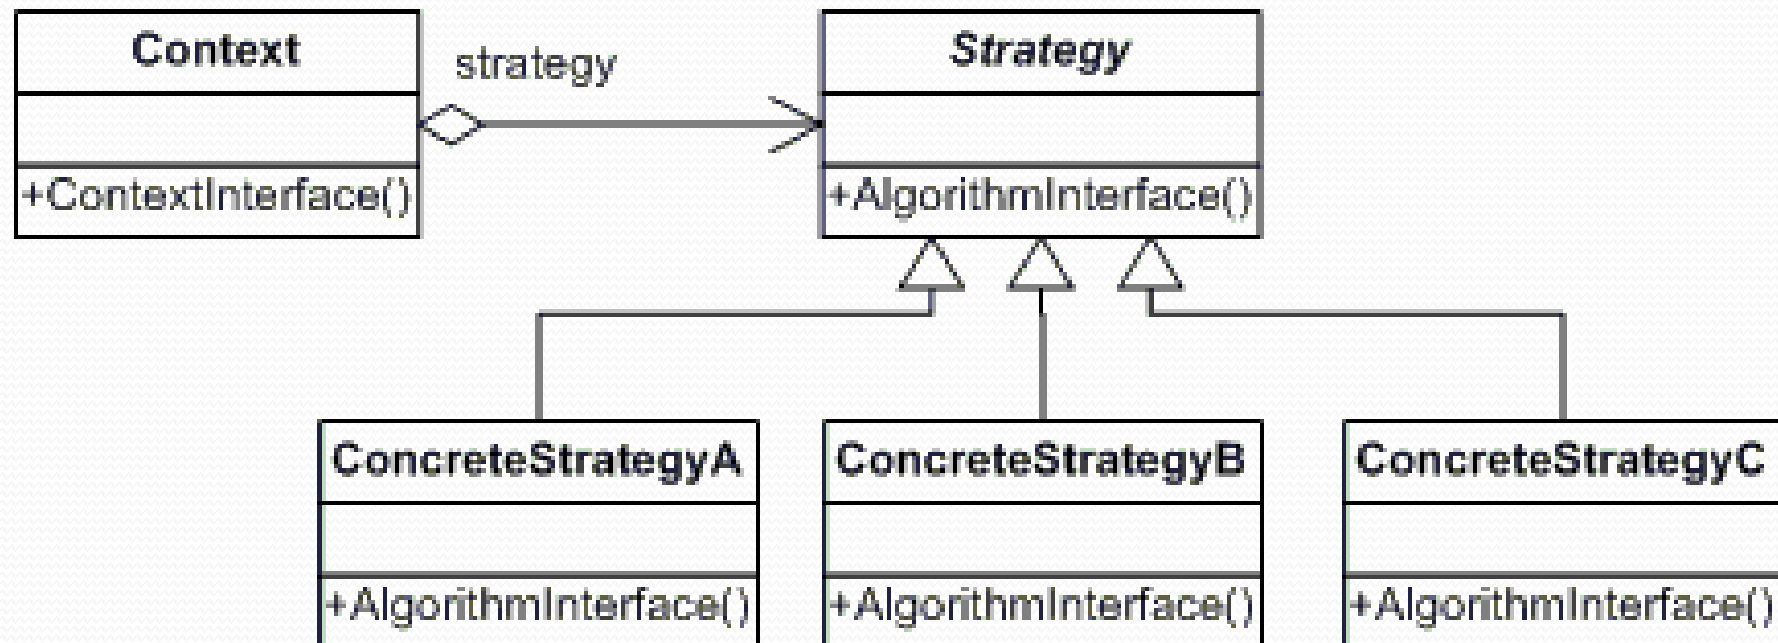 Context
strategy
Strategy
+ContextInterface()
+AlgorithmInterface()
ConcreteStrategyA
ConcreteStrategyB
ConcreteStrategyC
+AlgorithmInterface()
+AlgorithmInterface()
+AlgorithmInterface()